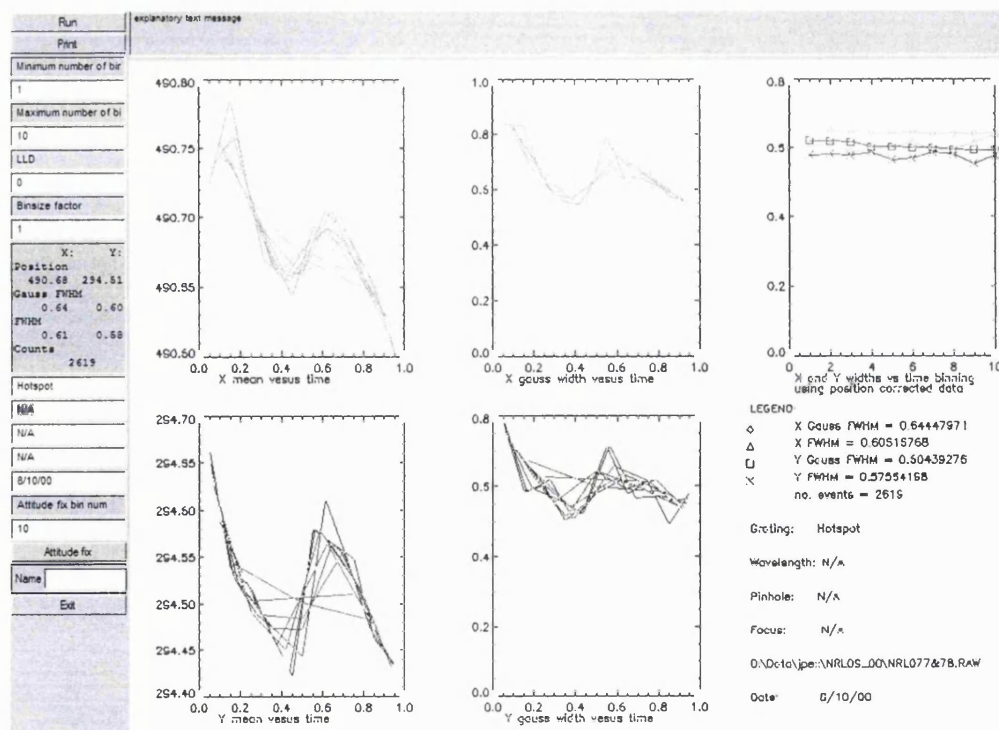 Run
explanatory text message
Print
Minimum number of bir
1
Maximum number of bi
10
LLD
0
Binsize factor
1
X: Y:
Position
490.68 294.51
Gauss FWHM
0.64 0.60
FWHM
0.61 0.58
Counts
2619
Hotspot
N/A
N/A
N/A
8/10/00
Attitude fix bin num
10
Attitude fix
Name
Exit
490.80
490.75
490.70
490.65
490.60
0.0 0.2 0.4 0.6 0.8 1.0
X mean versus time
1.0
0.8
0.6
0.4
0.2
0.0
0.0 0.2 0.4 0.6 0.8 1.0
X gauss width versus time
0.8
0.6
0.4
0.2
0.0
0 2 4 6 8 10
X and Y widths vs time binning
using position corrected data
294.70
294.65
294.60
294.55
294.50
294.45
294.40
0.0 0.2 0.4 0.6 0.8 1.0
Y mean versus time
0.8
0.6
0.4
0.2
0.0
0.0 0.2 0.4 0.6 0.8 1.0
Y gauss width versus time
LEGEND:
X Gauss FWHM = 0.64447971
X FWHM = 0.60515768
Y Gauss FWHM = 0.60439276
Y FWHM = 0.57554168
no. events = 2619
Grating: Hotspot
Wavelength: N/A
Pinhole: N/A
Focus: N/A
Date: 8/10/00